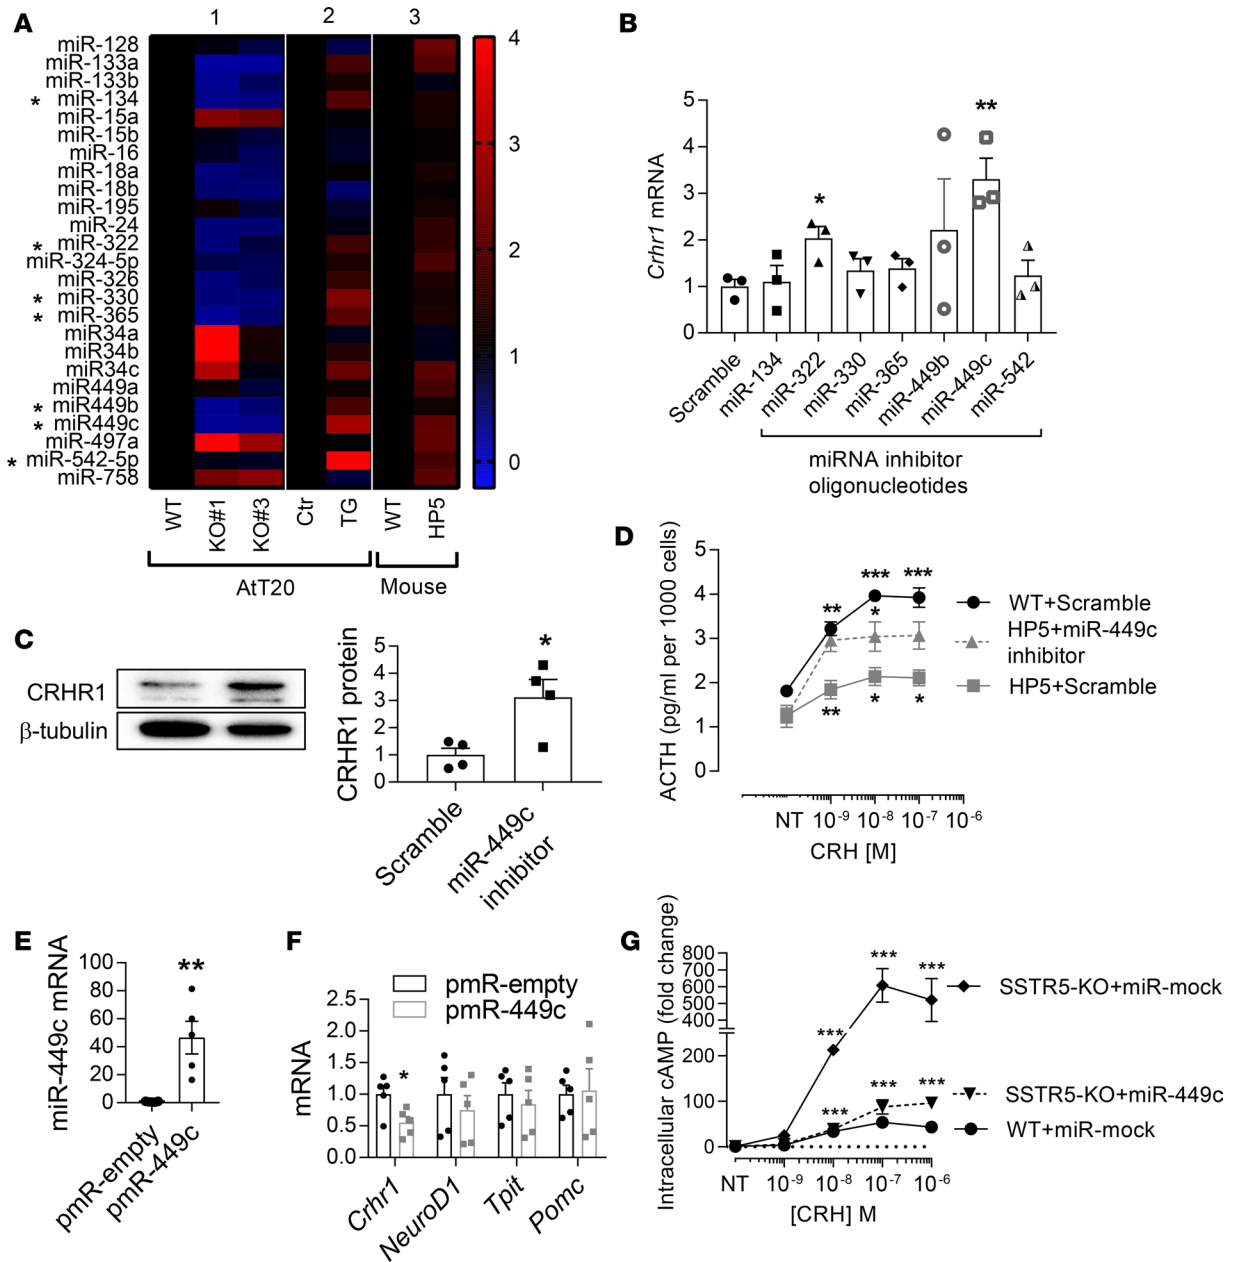 A
1 2 3
miR-128
miR-133a
miR-133b
* miR-134
miR-15a
miR-15b
miR-16
miR-18a
miR-18b
miR-195
miR-24
* miR-322
miR-324-5p
miR-326
* miR-330
* miR-365
miR34a
miR34b
miR34c
miR449a
* miR449b
* miR449c
miR-497a
* miR-542-5p
miR-758
4
3
2
1
0
WT KO#1 KO#3 Ctr TG WT HP5
AtT20 Mouse
B
Crhr1 mRNA
5
4
3
2
1
0
* **
Scramble miR-134 miR-322 miR-330 miR-365 miR-449b miR-449c miR-542
miRNA inhibitor
oligonucleotides
C
CRHR1
β-tubulin
CRHR1 protein
5
4
3
2
1
0
*
Scramble
miR-449c
inhibitor
D
ACTH (pg/ml per 1000 cells)
5
4
3
2
1
0
** *** ***
*
** * *
NT 10-9 10-8 10-7 10-6
CRH [M]
WT+Scramble
HP5+miR-449c
inhibitor
HP5+Scramble
E
miR-449c mRNA
100
80
60
40
20
0
**
pmR-empty
pmR-449c
F
pmR-empty
pmR-449c
mRNA
2.5
2.0
1.5
1.0
0.5
0.0
*
Crhr1 NeuroD1 Tpit Pomc
G
Intracellular cAMP (fold change)
800
700
600
500
400
200
100
0
*** *** ***
*** *** ***
NT 10-9 10-8 10-7 10-6
[CRH] M
SSTR5-KO+miR-mock
SSTR5-KO+miR-449c
WT+miR-mock